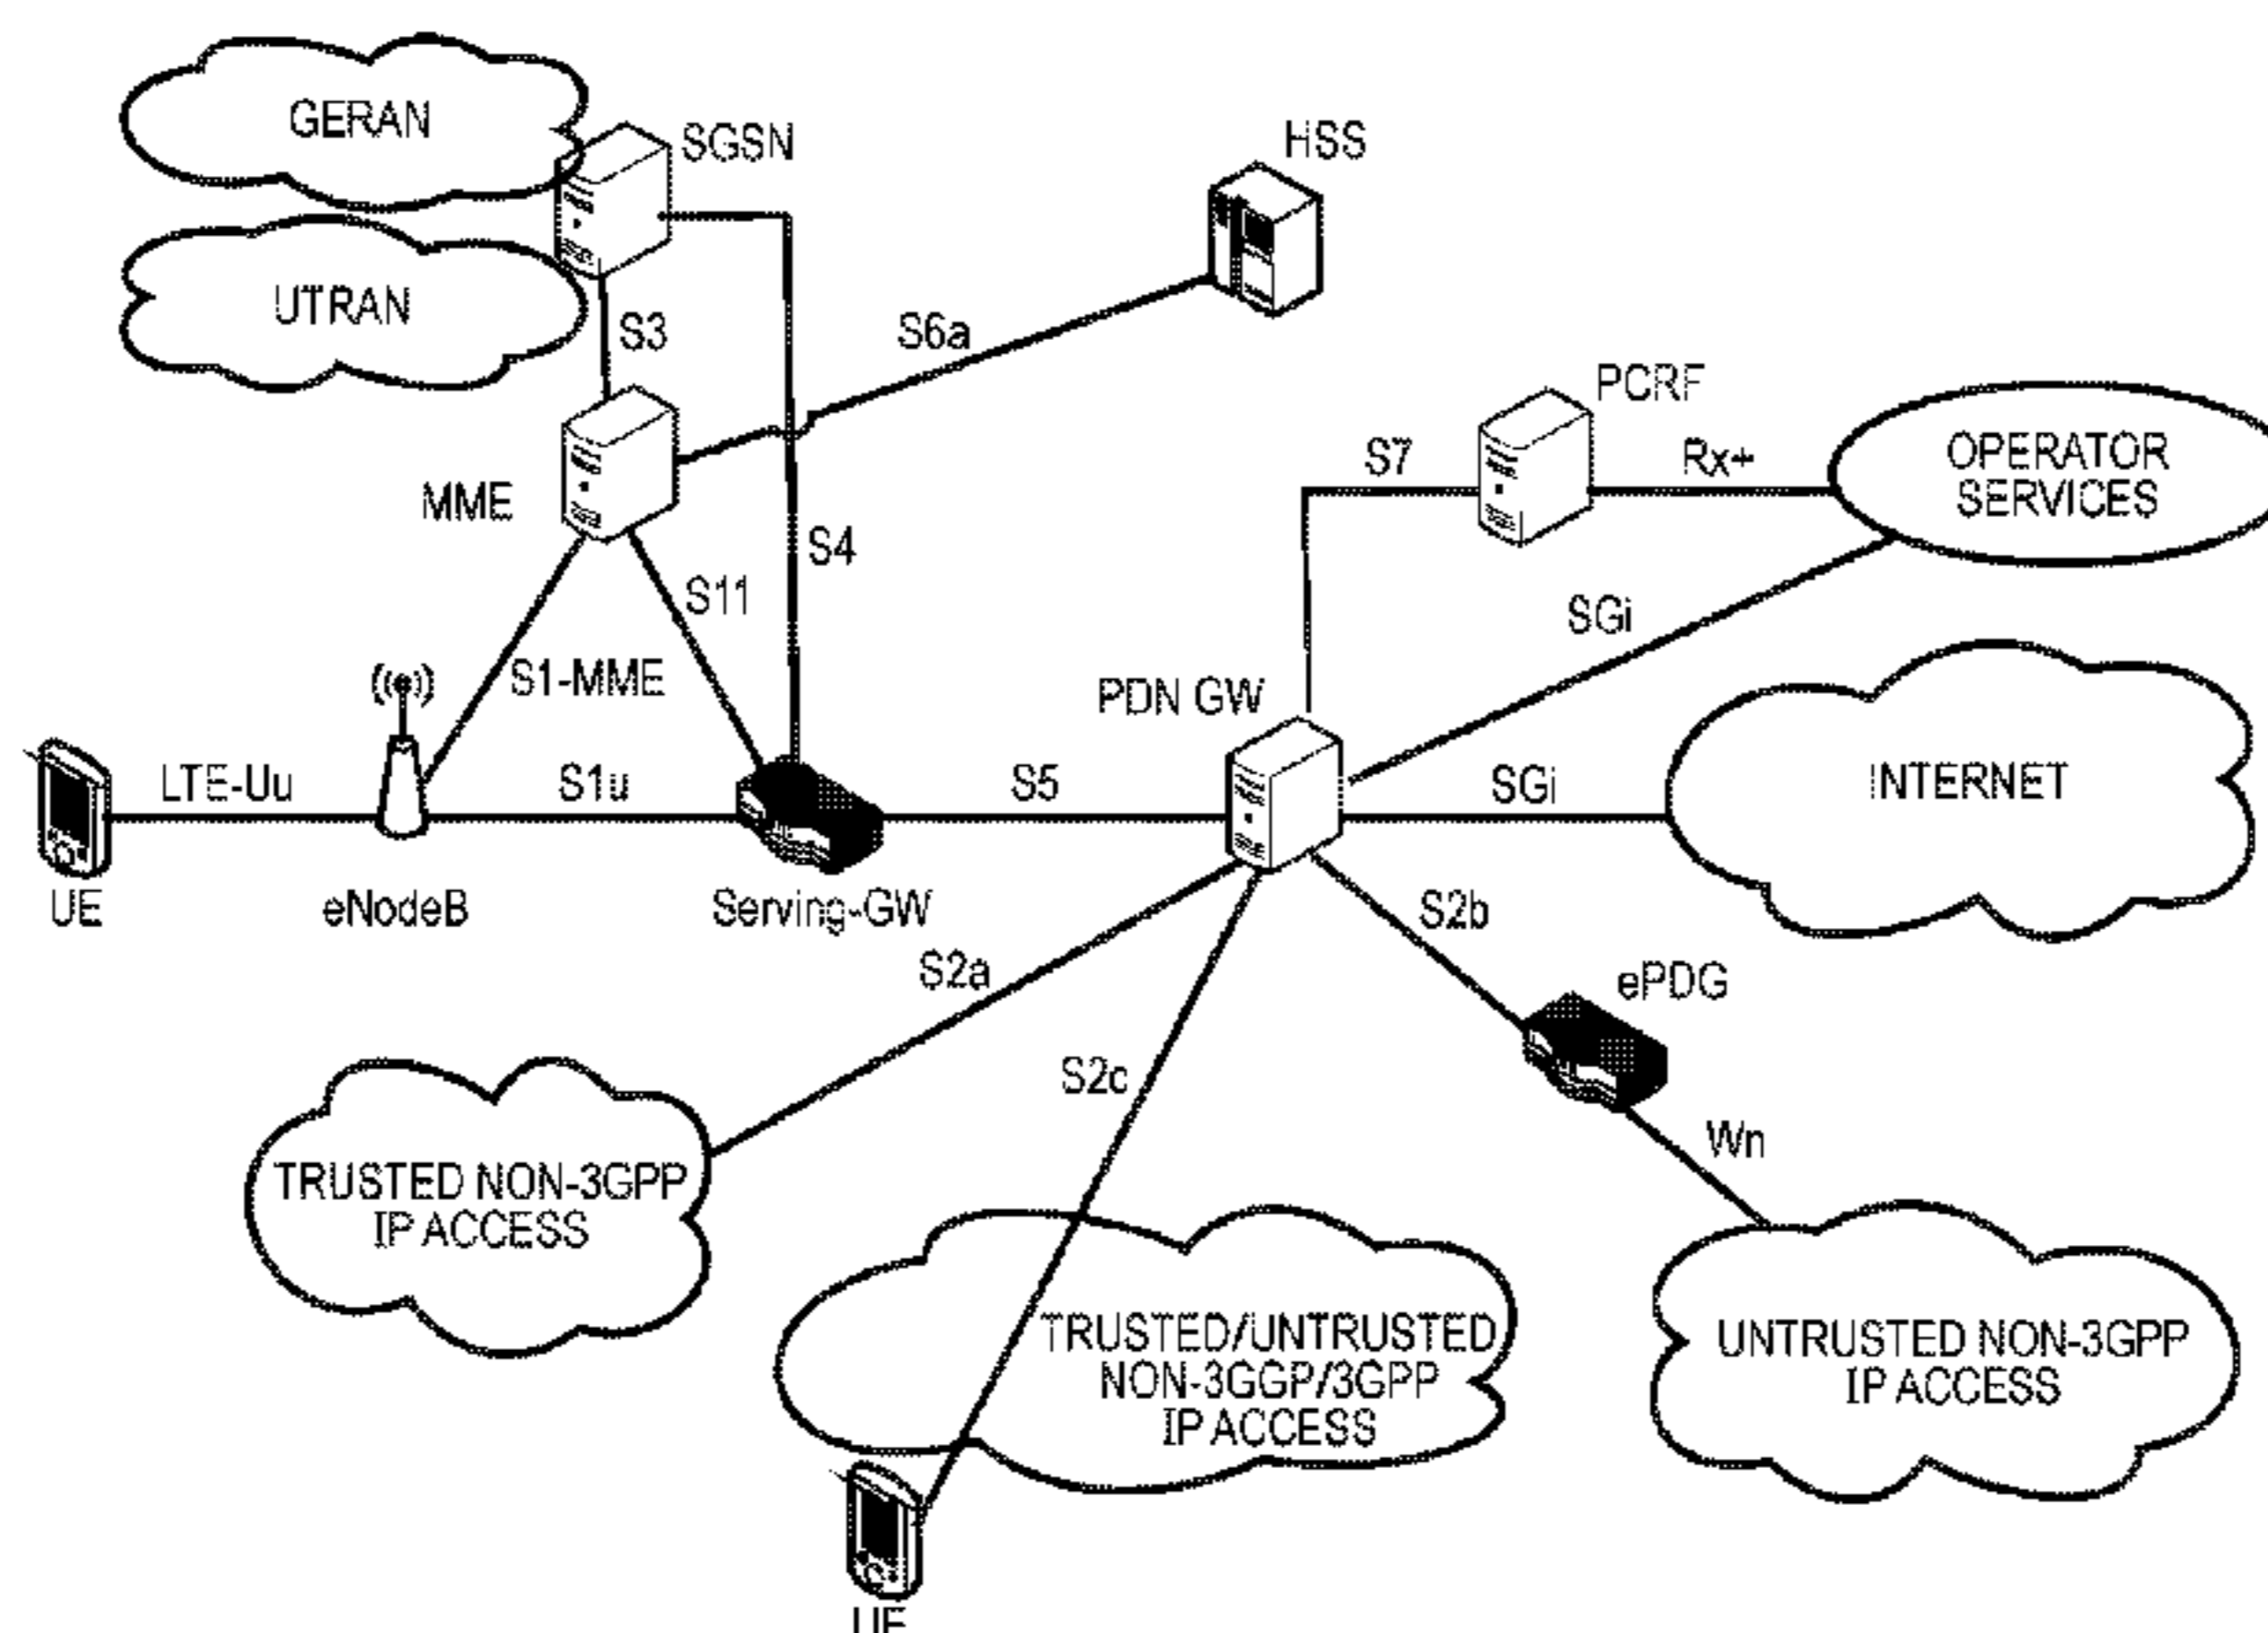 GERAN
SGSN
HSS
UTRAN
S3
S6a
PCRF
S7
Rx+
OPERATOR
SERVICES
MME
S4
S11
SGi
S1-MME
PDN GW
LTE-Uu
S1u
S5
SGi
INTERNET
UE
eNodeB
Serving-GW
S2b
S2a
ePDG
S2c
Wn
TRUSTED NON-3GPP
IP ACCESS
TRUSTED/UNTRUSTED
NON-3GGP/3GPP
IP ACCESS
UNTRUSTED NON-3GPP
IP ACCESS
UE